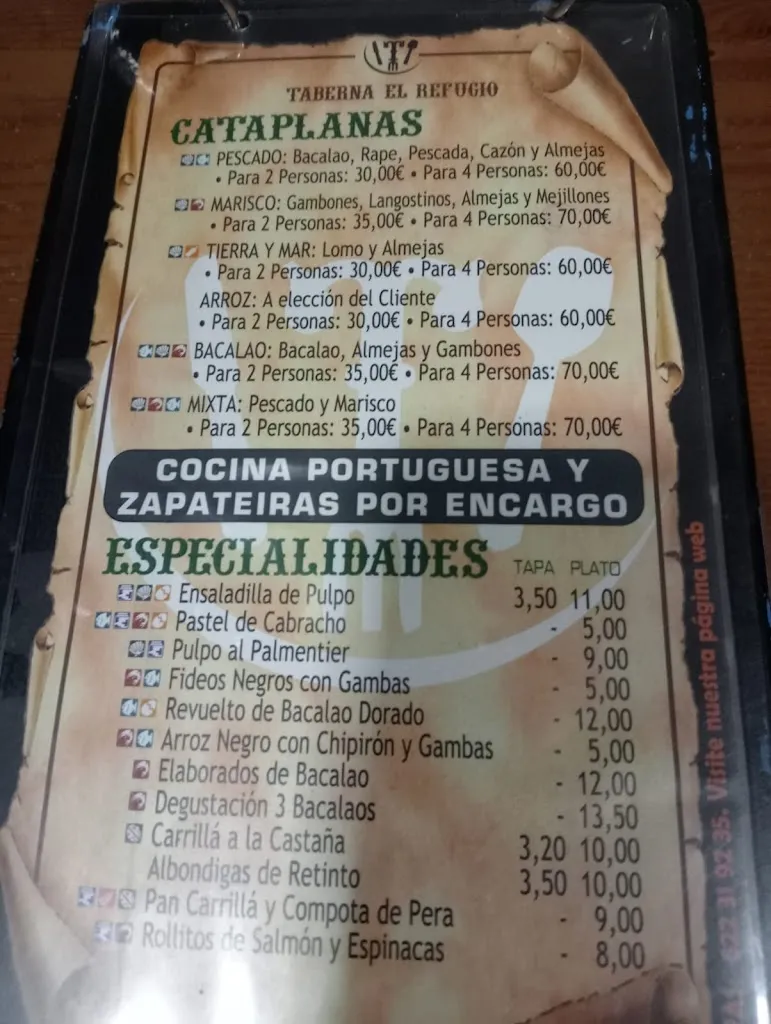 TABERNA EL REFUGIO
CATAPLANAS
PESCADO: Bacalao, Rape, Pescada, Cazón y Almejas
• Para 2 Personas: 30,00€ • Para 4 Personas: 60,00€
MARISCO: Gambones, Langostinos, Almejas y Mejillones
• Para 2 Personas: 35,00€ • Para 4 Personas: 70,00€
TIERRA Y MAR: Lomo y Almejas
• Para 2 Personas: 30,00€ • Para 4 Personas: 60,00€
ARROZ: A elección del Cliente
• Para 2 Personas: 30,00€ • Para 4 Personas: 60,00€
BACALAO: Bacalao, Almejas y Gambones
• Para 2 Personas: 35,00€ • Para 4 Personas: 70,00€
MIXTA: Pescado y Marisco
• Para 2 Personas: 35,00€ • Para 4 Personas: 70,00€
COCINA PORTUGUESA Y
ZAPATEIRAS POR ENCARGO
ESPECIALIDADES TAPA PLATO
Ensaladilla de Pulpo 3,50 11,00
Pastel de Cabracho - 5,00
Pulpo al Palmentier - 9,00
Fideos Negros con Gambas - 5,00
Revuelto de Bacalao Dorado - 12,00
Arroz Negro con Chipirón y Gambas - 5,00
Elaborados de Bacalao - 12,00
Degustación 3 Bacalaos - 13,50
Carrillá a la Castaña 3,20 10,00
Albondigas de Retinto 3,50 10,00
Pan Carrillá y Compota de Pera - 9,00
Rollitos de Salmón y Espinacas - 8,00
31 92 35. Visite nuestra página web